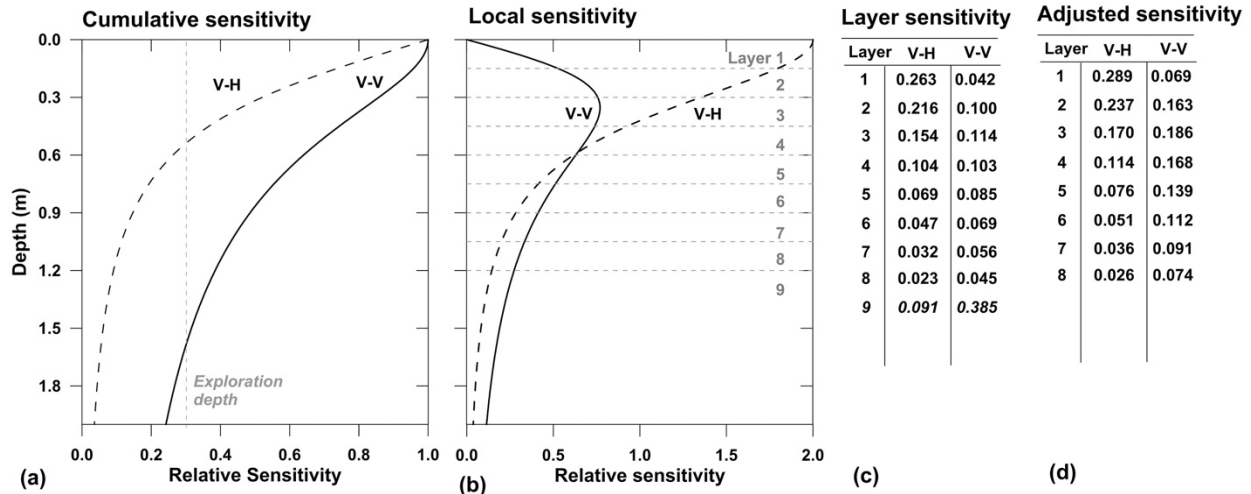 Cumulative sensitivity
0.0
0.3
0.6
0.9
1.2
1.5
1.8
Depth (m)
V-H
V-V
Exploration
depth
0.0 0.2 0.4 0.6 0.8 1.0
Relative Sensitivity
(a)
Local sensitivity
Layer 1
2
3
4
5
6
7
8
9
V-V
V-H
0.0 0.5 1.0 1.5 2.0
Relative sensitivity
(b)
Layer sensitivity
Layer V-H V-V
1 0.263 0.042
2 0.216 0.100
3 0.154 0.114
4 0.104 0.103
5 0.069 0.085
6 0.047 0.069
7 0.032 0.056
8 0.023 0.045
9 0.091 0.385
(c)
Adjusted sensitivity
Layer V-H V-V
1 0.289 0.069
2 0.237 0.163
3 0.170 0.186
4 0.114 0.168
5 0.076 0.139
6 0.051 0.112
7 0.036 0.091
8 0.026 0.074
(d)